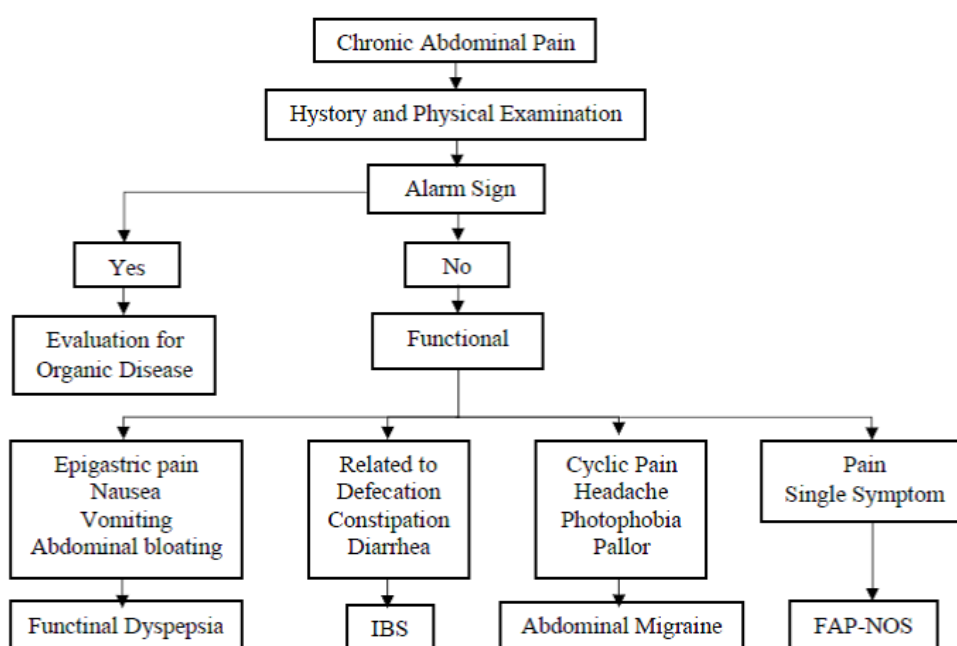 Chronic Abdominal Pain
Hystory and Physical Examination
Alarm Sign
Yes
No
Evaluation for
Organic Disease
Functional
Epigastric pain
Nausea
Vomiting
Abdominal bloating
Related to
Defecation
Constipation
Diarrhea
Cyclic Pain
Headache
Photophobia
Pallor
Pain
Single Symptom
Functinal Dyspepsia
IBS
Abdominal Migraine
FAP-NOS